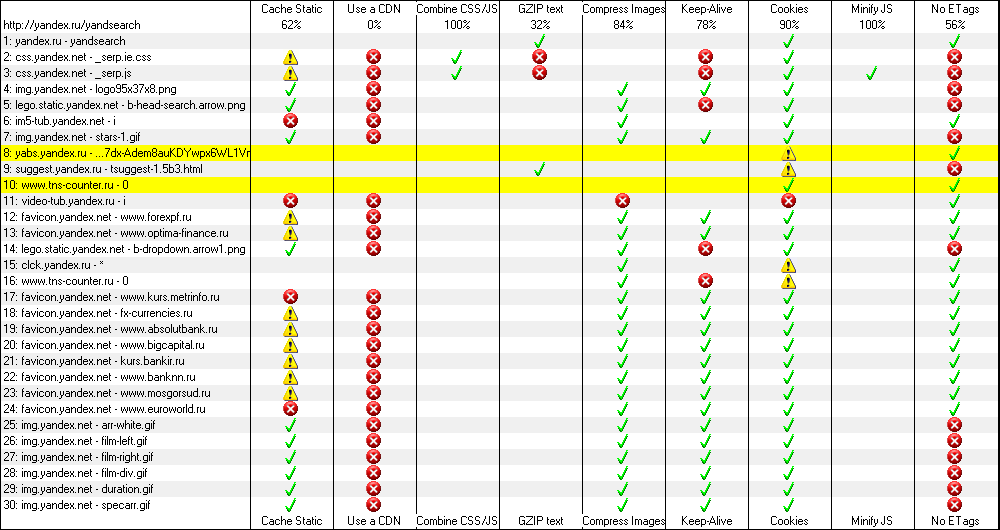 Cache Static Use a CDN Combine CSS/JS GZIP text Compress Images Keep-Alive Cookies Minify JS No ETags
http://yandex.ru/yandsearch 62% 0% 100% 32% 84% 78% 90% 100% 56%
1: yandex.ru - yandsearch
2: css.yandex.net - _serp.ie.css
3: css.yandex.net - _serp.js
4: img.yandex.net - logo95x37x8.png
5: lego.static.yandex.net - b-head-search.arrow.png
6: im5-tub.yandex.net - i
7: img.yandex.net - stars-1.gif
8: yabs.yandex.ru - ...7dx-Adem8auKDYwpx6WL1Vr
9: suggest.yandex.ru - tsuggest-1.5b3.html
10: www.tns-counter.ru - 0
11: video-tub.yandex.ru - i
12: favicon.yandex.net - www.forexpf.ru
13: favicon.yandex.net - www.optima-finance.ru
14: lego.static.yandex.net - b-dropdown.arrow1.png
15: clck.yandex.ru - *
16: www.tns-counter.ru - 0
17: favicon.yandex.net - www.kurs.metrinfo.ru
18: favicon.yandex.net - fx-currencies.ru
19: favicon.yandex.net - www.absolutbank.ru
20: favicon.yandex.net - www.bigcapital.ru
21: favicon.yandex.net - kurs.bankir.ru
22: favicon.yandex.net - www.banknn.ru
23: favicon.yandex.net - www.mosgorsud.ru
24: favicon.yandex.net - www.euroworld.ru
25: img.yandex.net - arr-white.gif
26: img.yandex.net - film-left.gif
27: img.yandex.net - film-right.gif
28: img.yandex.net - film-div.gif
29: img.yandex.net - duration.gif
30: img.yandex.net - specarr.gif
Cache Static Use a CDN Combine CSS/JS GZIP text Compress Images Keep-Alive Cookies Minify JS No ETags